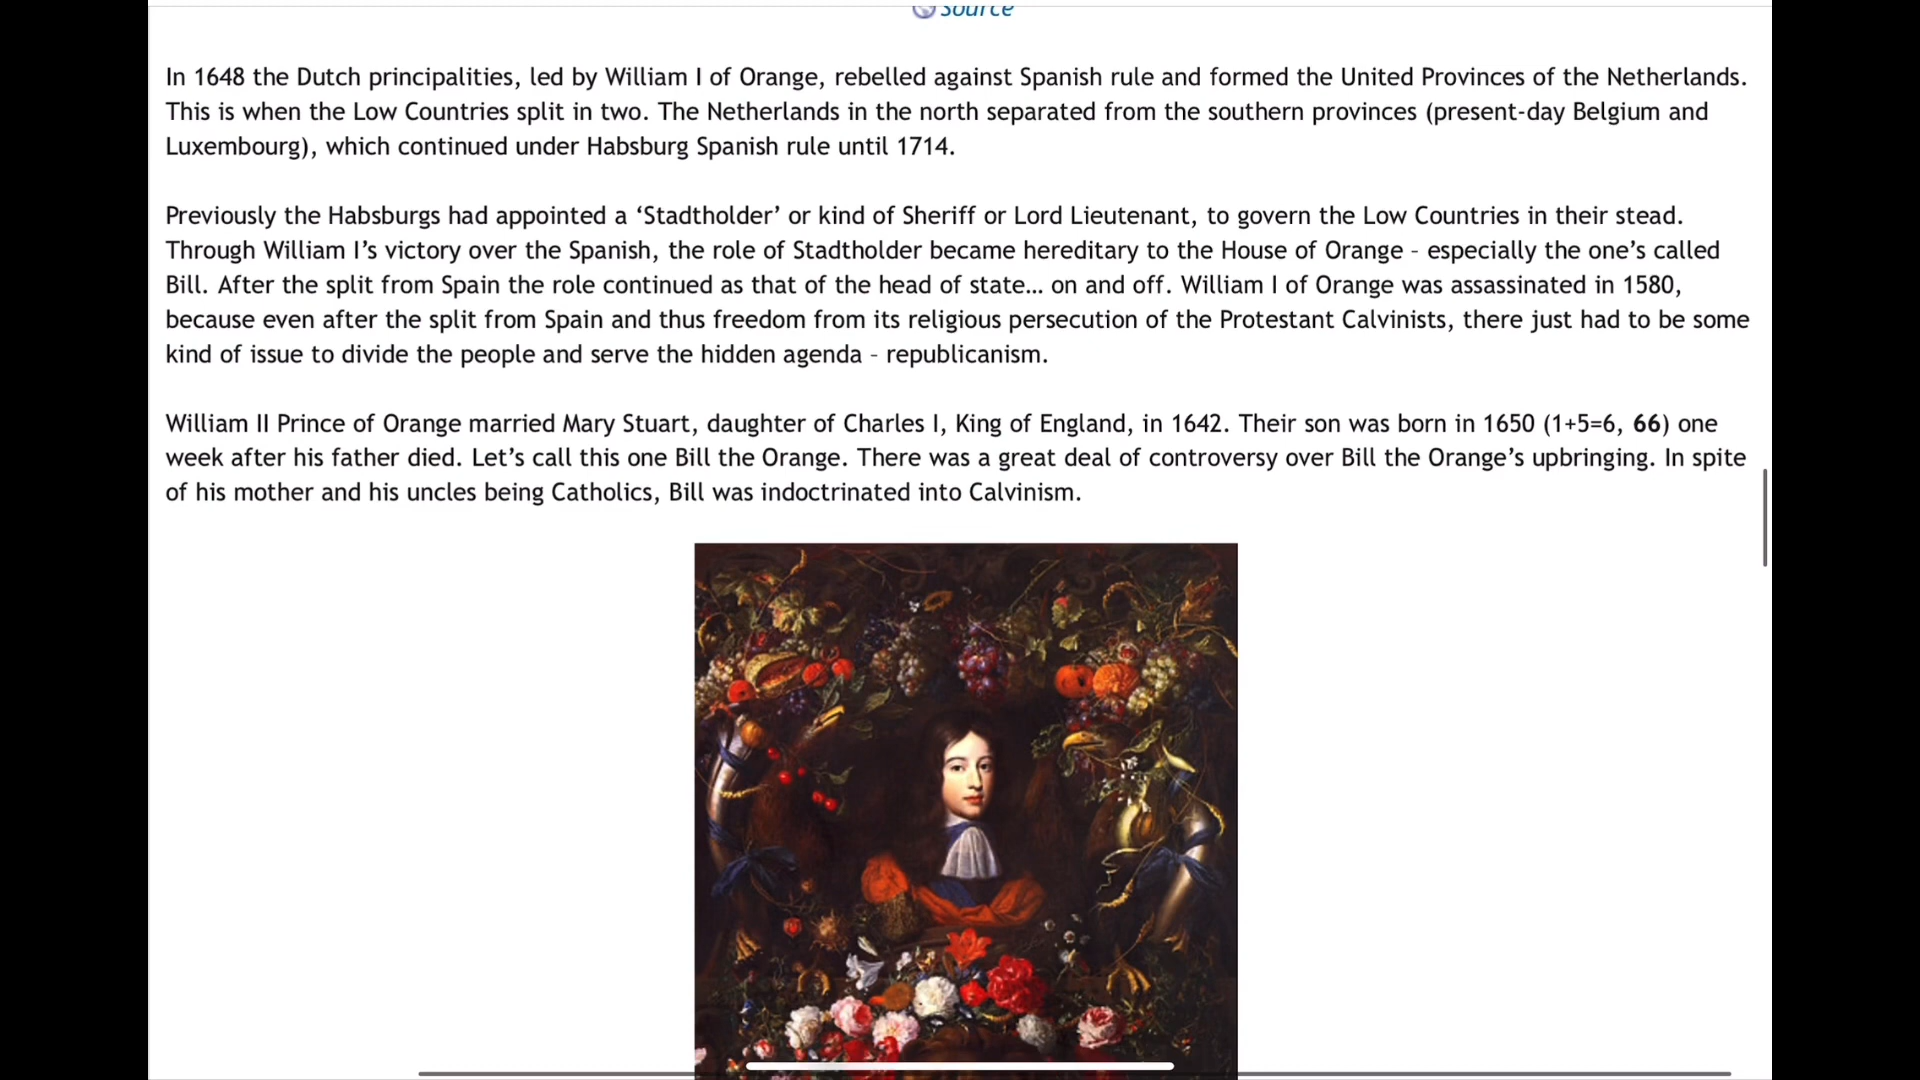 Source
In 1648 the Dutch principalities, led by William I of Orange, rebelled against Spanish rule and formed the United Provinces of the Netherlands.
This is when the Low Countries split in two. The Netherlands in the north separated from the southern provinces (present-day Belgium and
Luxembourg), which continued under Habsburg Spanish rule until 1714.
Previously the Habsburgs had appointed a ‘Stadtholder’ or kind of Sheriff or Lord Lieutenant, to govern the Low Countries in their stead.
Through William I’s victory over the Spanish, the role of Stadtholder became hereditary to the House of Orange – especially the one’s called
Bill. After the split from Spain the role continued as that of the head of state… on and off. William I of Orange was assassinated in 1580,
because even after the split from Spain and thus freedom from its religious persecution of the Protestant Calvinists, there just had to be some
kind of issue to divide the people and serve the hidden agenda – republicanism.
William II Prince of Orange married Mary Stuart, daughter of Charles I, King of England, in 1642. Their son was born in 1650 (1+5=6, 66) one
week after his father died. Let’s call this one Bill the Orange. There was a great deal of controversy over Bill the Orange’s upbringing. In spite
of his mother and his uncles being Catholics, Bill was indoctrinated into Calvinism.